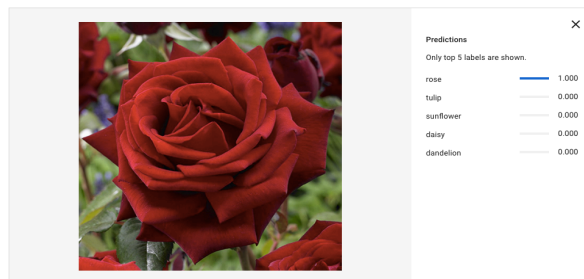 Predictions
Only top 5 labels are shown.
rose 1.000
tulip 0.000
sunflower 0.000
daisy 0.000
dandelion 0.000